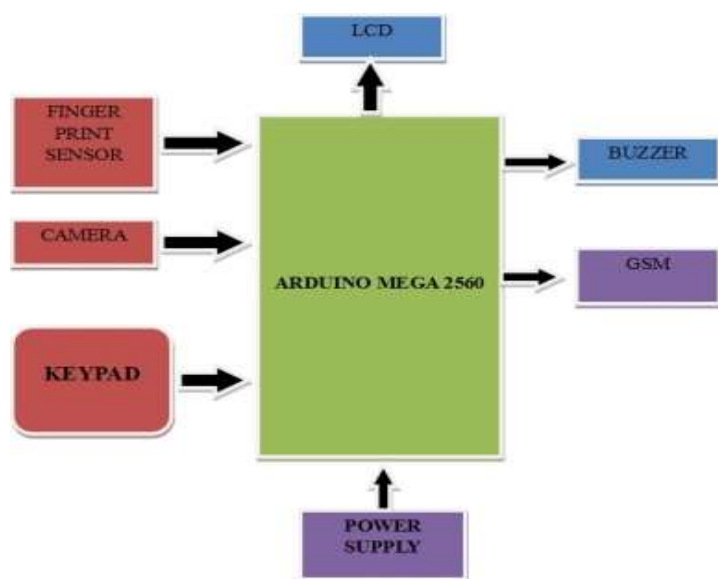 LCD
FINGER
PRINT
SENSOR
BUZZER
CAMERA
GSM
ARDUINO MEGA 2560
KEYPAD
POWER
SUPPLY